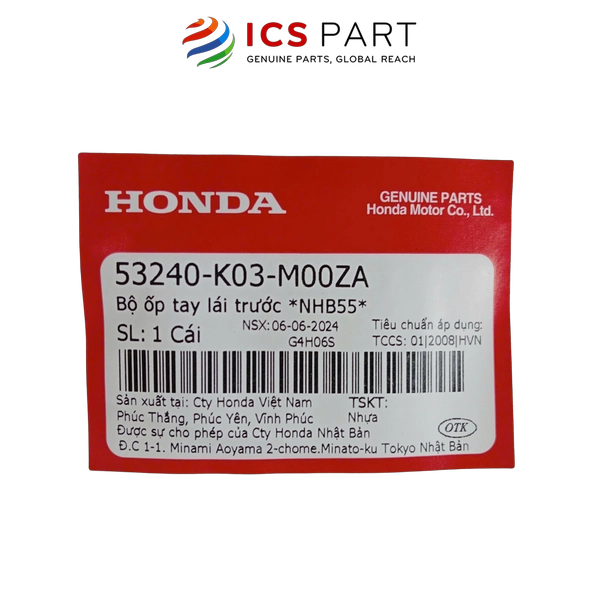 ICS PART
GENUINE PARTS, GLOBAL REACH
HONDA
GENUINE PARTS
Honda Motor Co., Ltd.
53240-K03-M00ZA
Bộ ốp tay lái trước *NHB55*
SL: 1 Cái
NSX: 06-06-2024
G4H06S
Tiêu chuẩn áp dụng:
TCCS: 01|2008|HVN
Sản xuất tại: Cty Honda Việt Nam
Phúc Thắng, Phúc Yên, Vĩnh Phúc
TSKT:
Nhựa
Được sự cho phép của Cty Honda Nhật Bản
Đ.C 1-1. Minami Aoyama 2-chome.Minato-ku Tokyo Nhật Bản
OTK